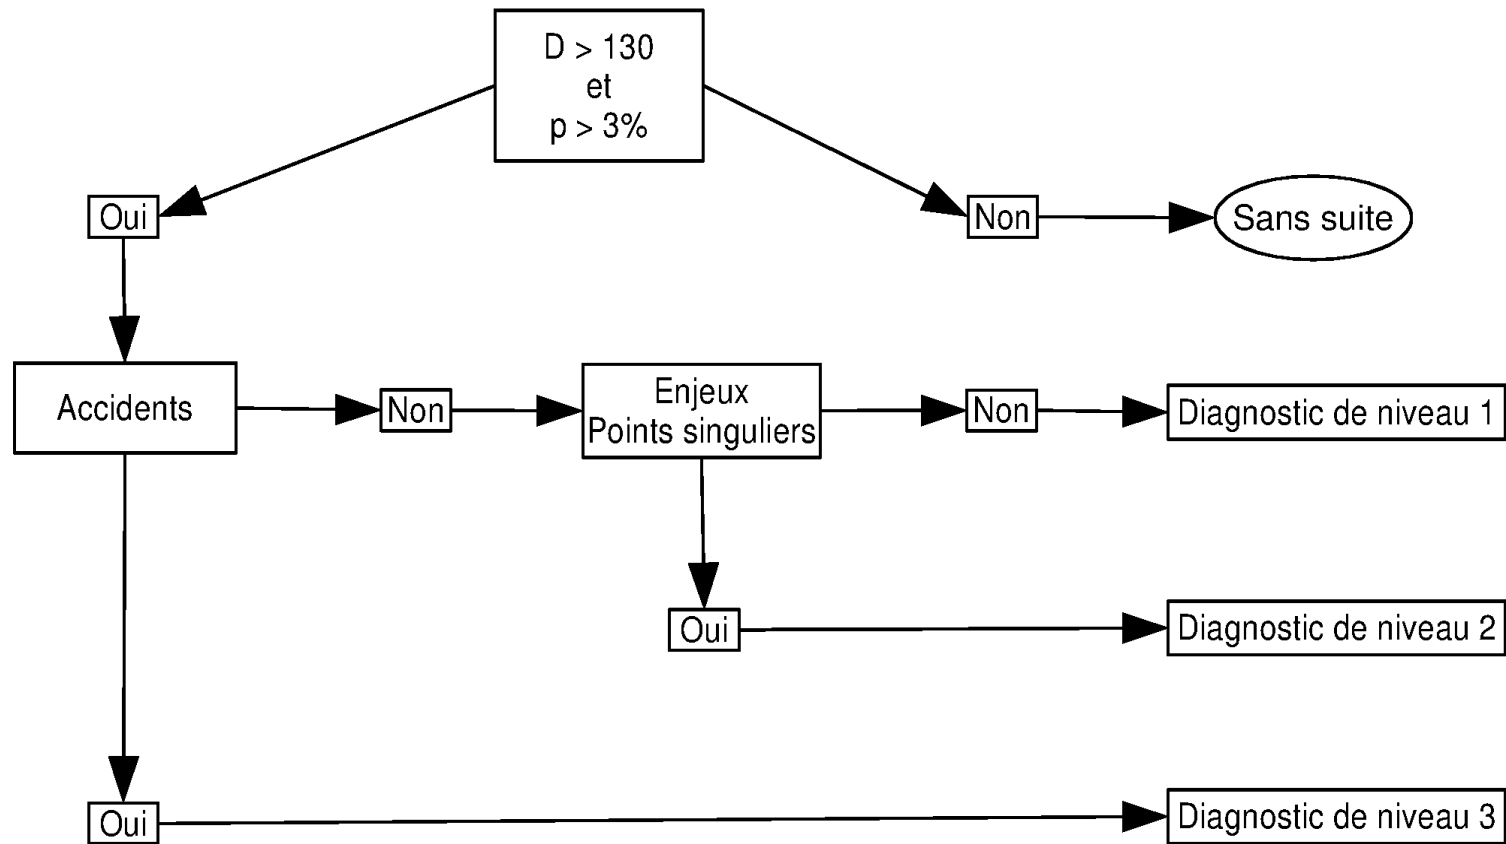 D > 130
et
p > 3%
Oui
Non
Sans suite
Accidents
Non
Enjeux
Points singuliers
Non
Diagnostic de niveau 1
Oui
Diagnostic de niveau 2
Oui
Diagnostic de niveau 3